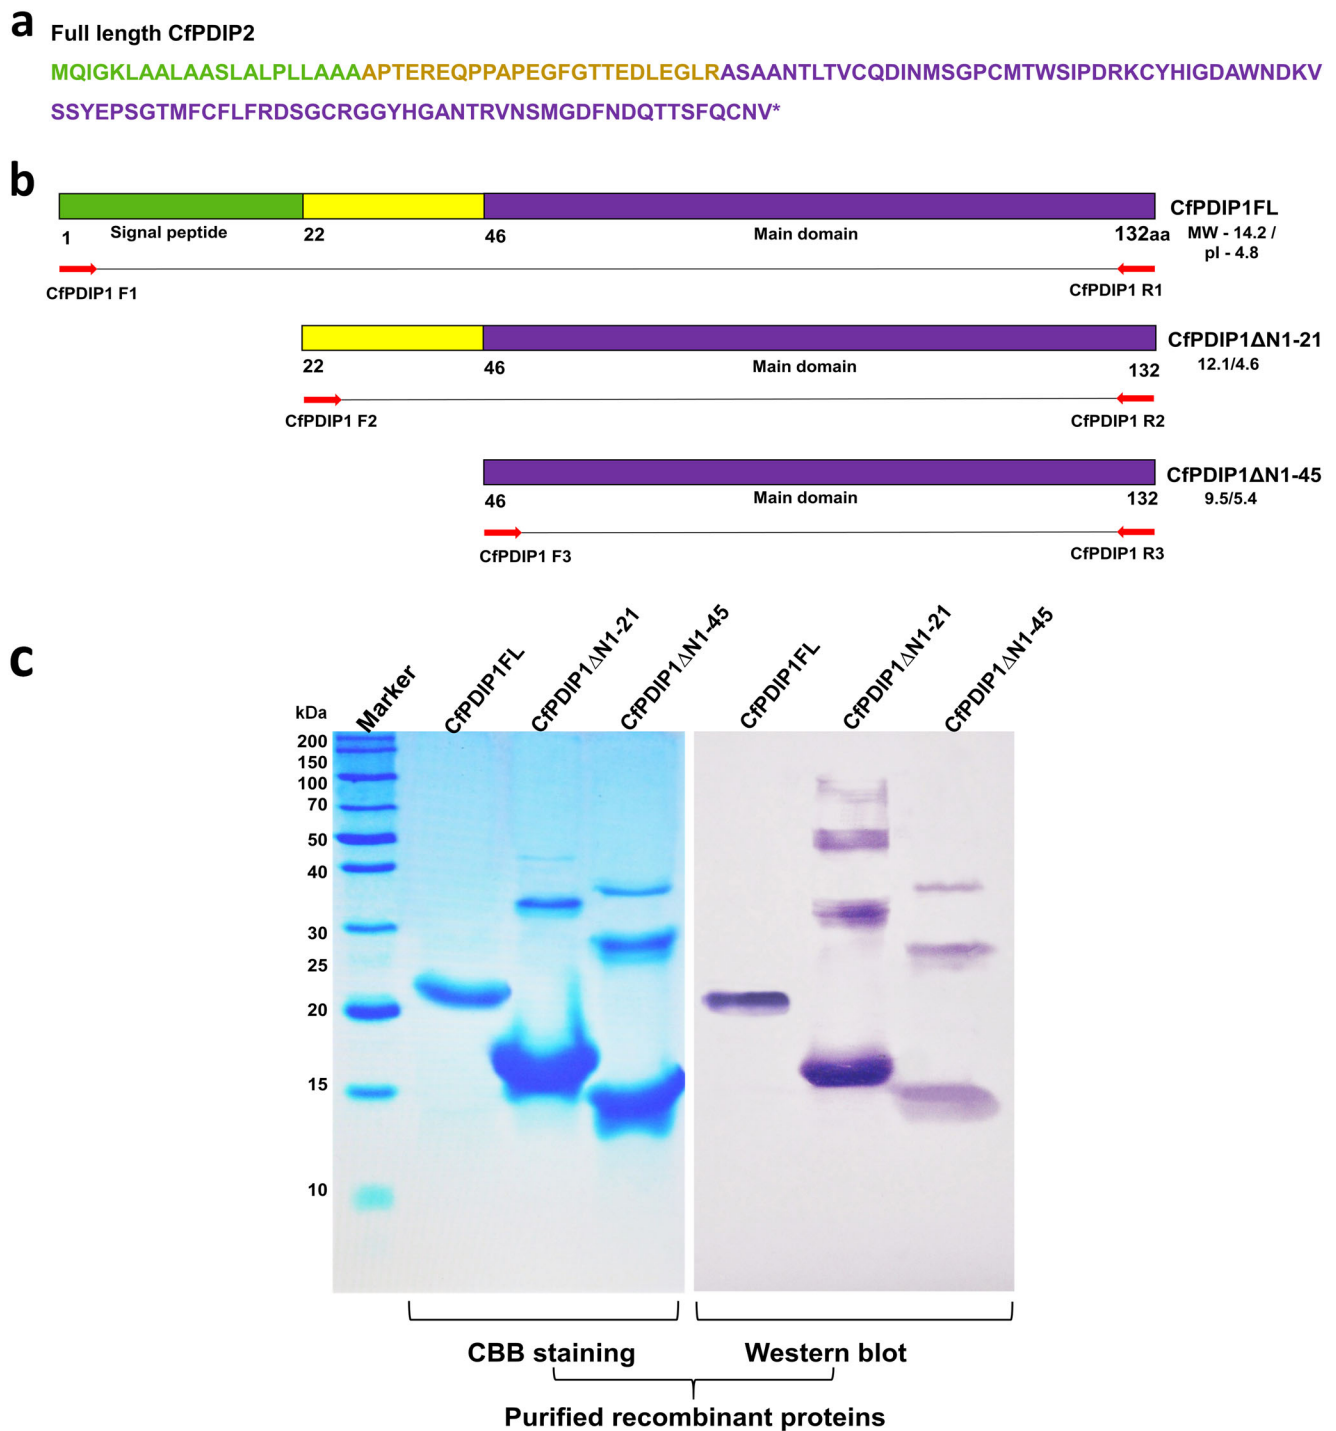 a
Full length CfPDIP2
MQIGKLAALAASLALPLLAAAAPTEREQPPAPEGFGTTEDLEGLRASAANTLTVCQDINMSGPCMTWSIPDRKCYHIGDAWNDKV
SSYEPSGTMFCFLFRDSGCRGGYHGANTRVNSMGDFNDQTTSFQCNV*
b
CfPDIP1FL
1 Signal peptide 22 46 Main domain 132aa MW - 14.2 /
pI - 4.8
CfPDIP1 F1 CfPDIP1 R1
CfPDIP1ΔN1-21
22 46 Main domain 132 12.1/4.6
CfPDIP1 F2 CfPDIP1 R2
CfPDIP1ΔN1-45
46 Main domain 132 9.5/5.4
CfPDIP1 F3 CfPDIP1 R3
c
kDa Marker CfPDIP1FL CfPDIP1ΔN1-21 CfPDIP1ΔN1-45 CfPDIP1FL CfPDIP1ΔN1-21 CfPDIP1ΔN1-45
200
150
100
70
50
40
30
25
20
15
10
CBB staining Western blot
Purified recombinant proteins